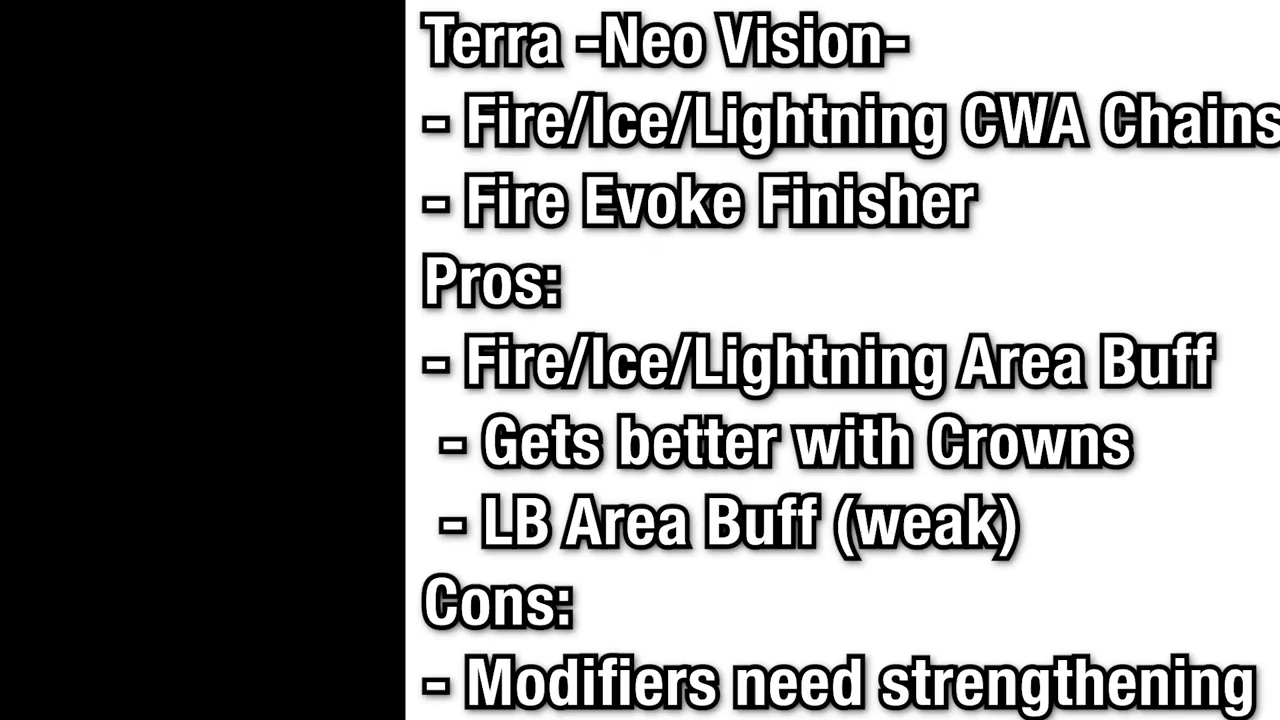 Terra -Neo Vision-
- Fire/Ice/Lightning CWA Chains
- Fire Evoke Finisher
Pros:
- Fire/Ice/Lightning Area Buff
- Gets better with Crowns
- LB Area Buff (weak)
Cons:
- Modifiers need strengthening